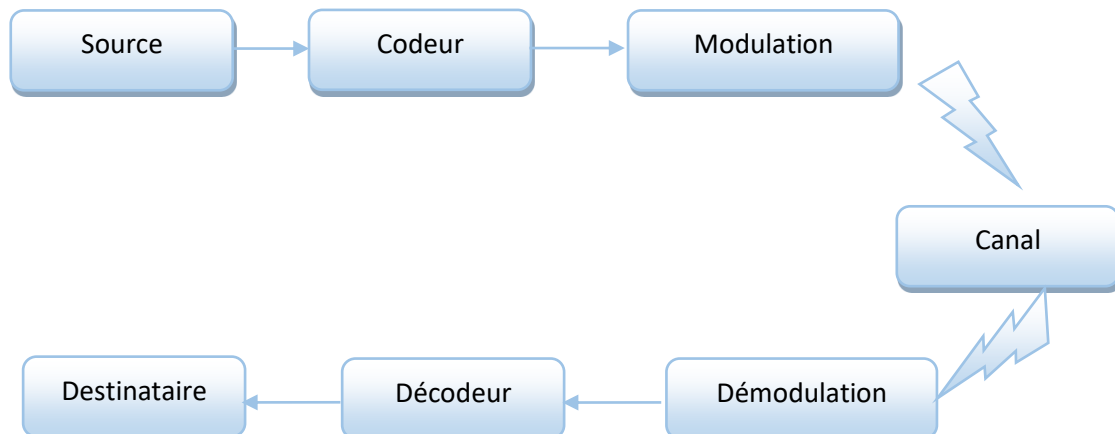 Source
Codeur
Modulation
Canal
Démodulation
Décodeur
Destinataire